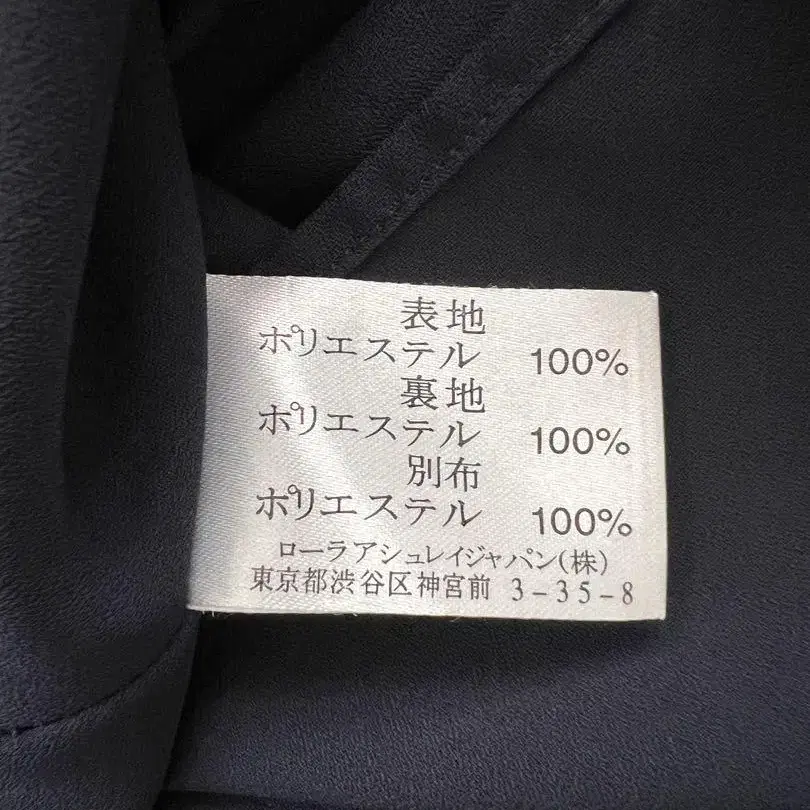 表地
ポリエステル 100%
裏地
ポリエステル 100%
別布
ポリエステル 100%
ローラアシュレイジャパン(株)
東京都渋谷区神宮前 3-35-8